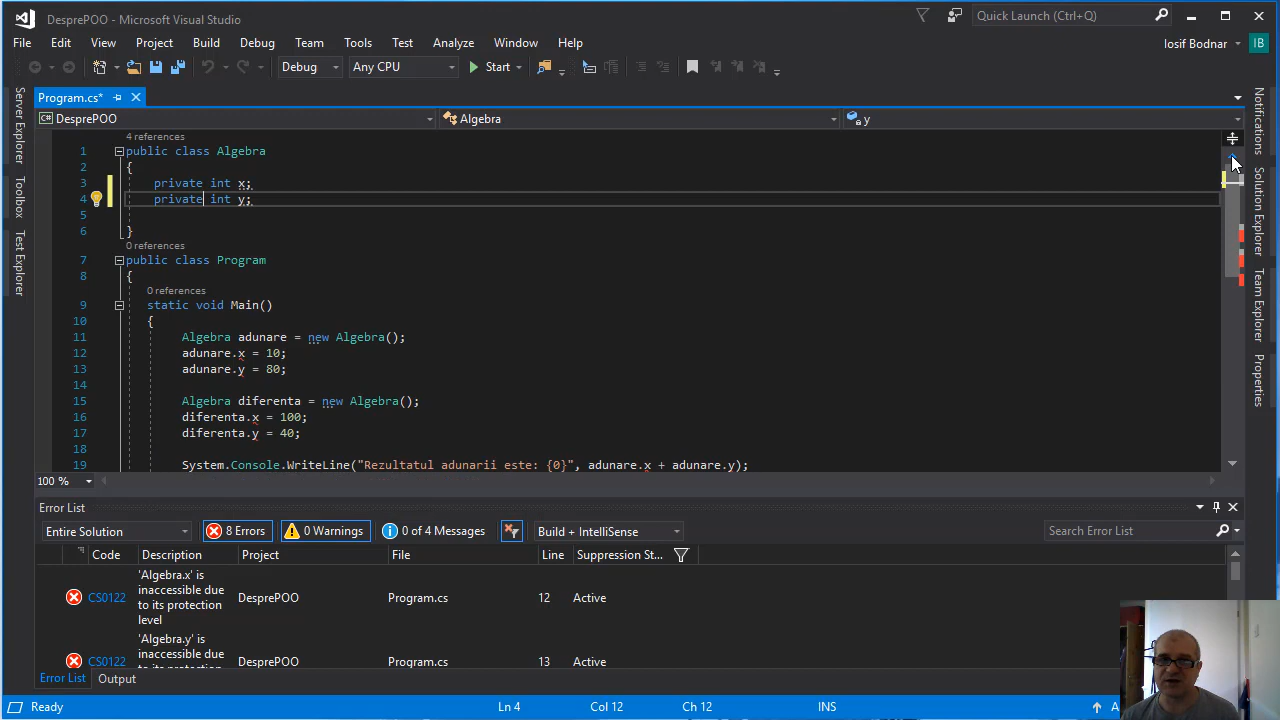 DesprePOO - Microsoft Visual Studio
Quick Launch (Ctrl+Q)
File Edit View Project Build Debug Team Tools Test Analyze Window Help
Iosif Bodnar IB
Debug Any CPU Start
Program.cs*
DesprePOO Algebra y
4 references
1 public class Algebra
2 {
3 private int x;
4 private int y;
5
6 }
0 references
7 public class Program
8 {
0 references
9 static void Main()
10 {
11 Algebra adunare = new Algebra();
12 adunare.x = 10;
13 adunare.y = 80;
14
15 Algebra diferenta = new Algebra();
16 diferenta.x = 100;
17 diferenta.y = 40;
18
19 System.Console.WriteLine("Rezultatul adunarii este: {0}", adunare.x + adunare.y);
100 %
Server Explorer
Toolbox
Test Explorer
Notifications
Solution Explorer
Team Explorer
Properties
Error List
Entire Solution 8 Errors 0 Warnings 0 of 4 Messages Build + IntelliSense Search Error List
Code Description Project File Line Suppression St...
'Algebra.x' is
inaccessible due
CS0122 DesprePOO Program.cs 12 Active
to its protection
level
'Algebra.y' is
inaccessible due
CS0122 DesprePOO Program.cs 13 Active
to its protection
Error List Output
Ready Ln 4 Col 12 Ch 12 INS